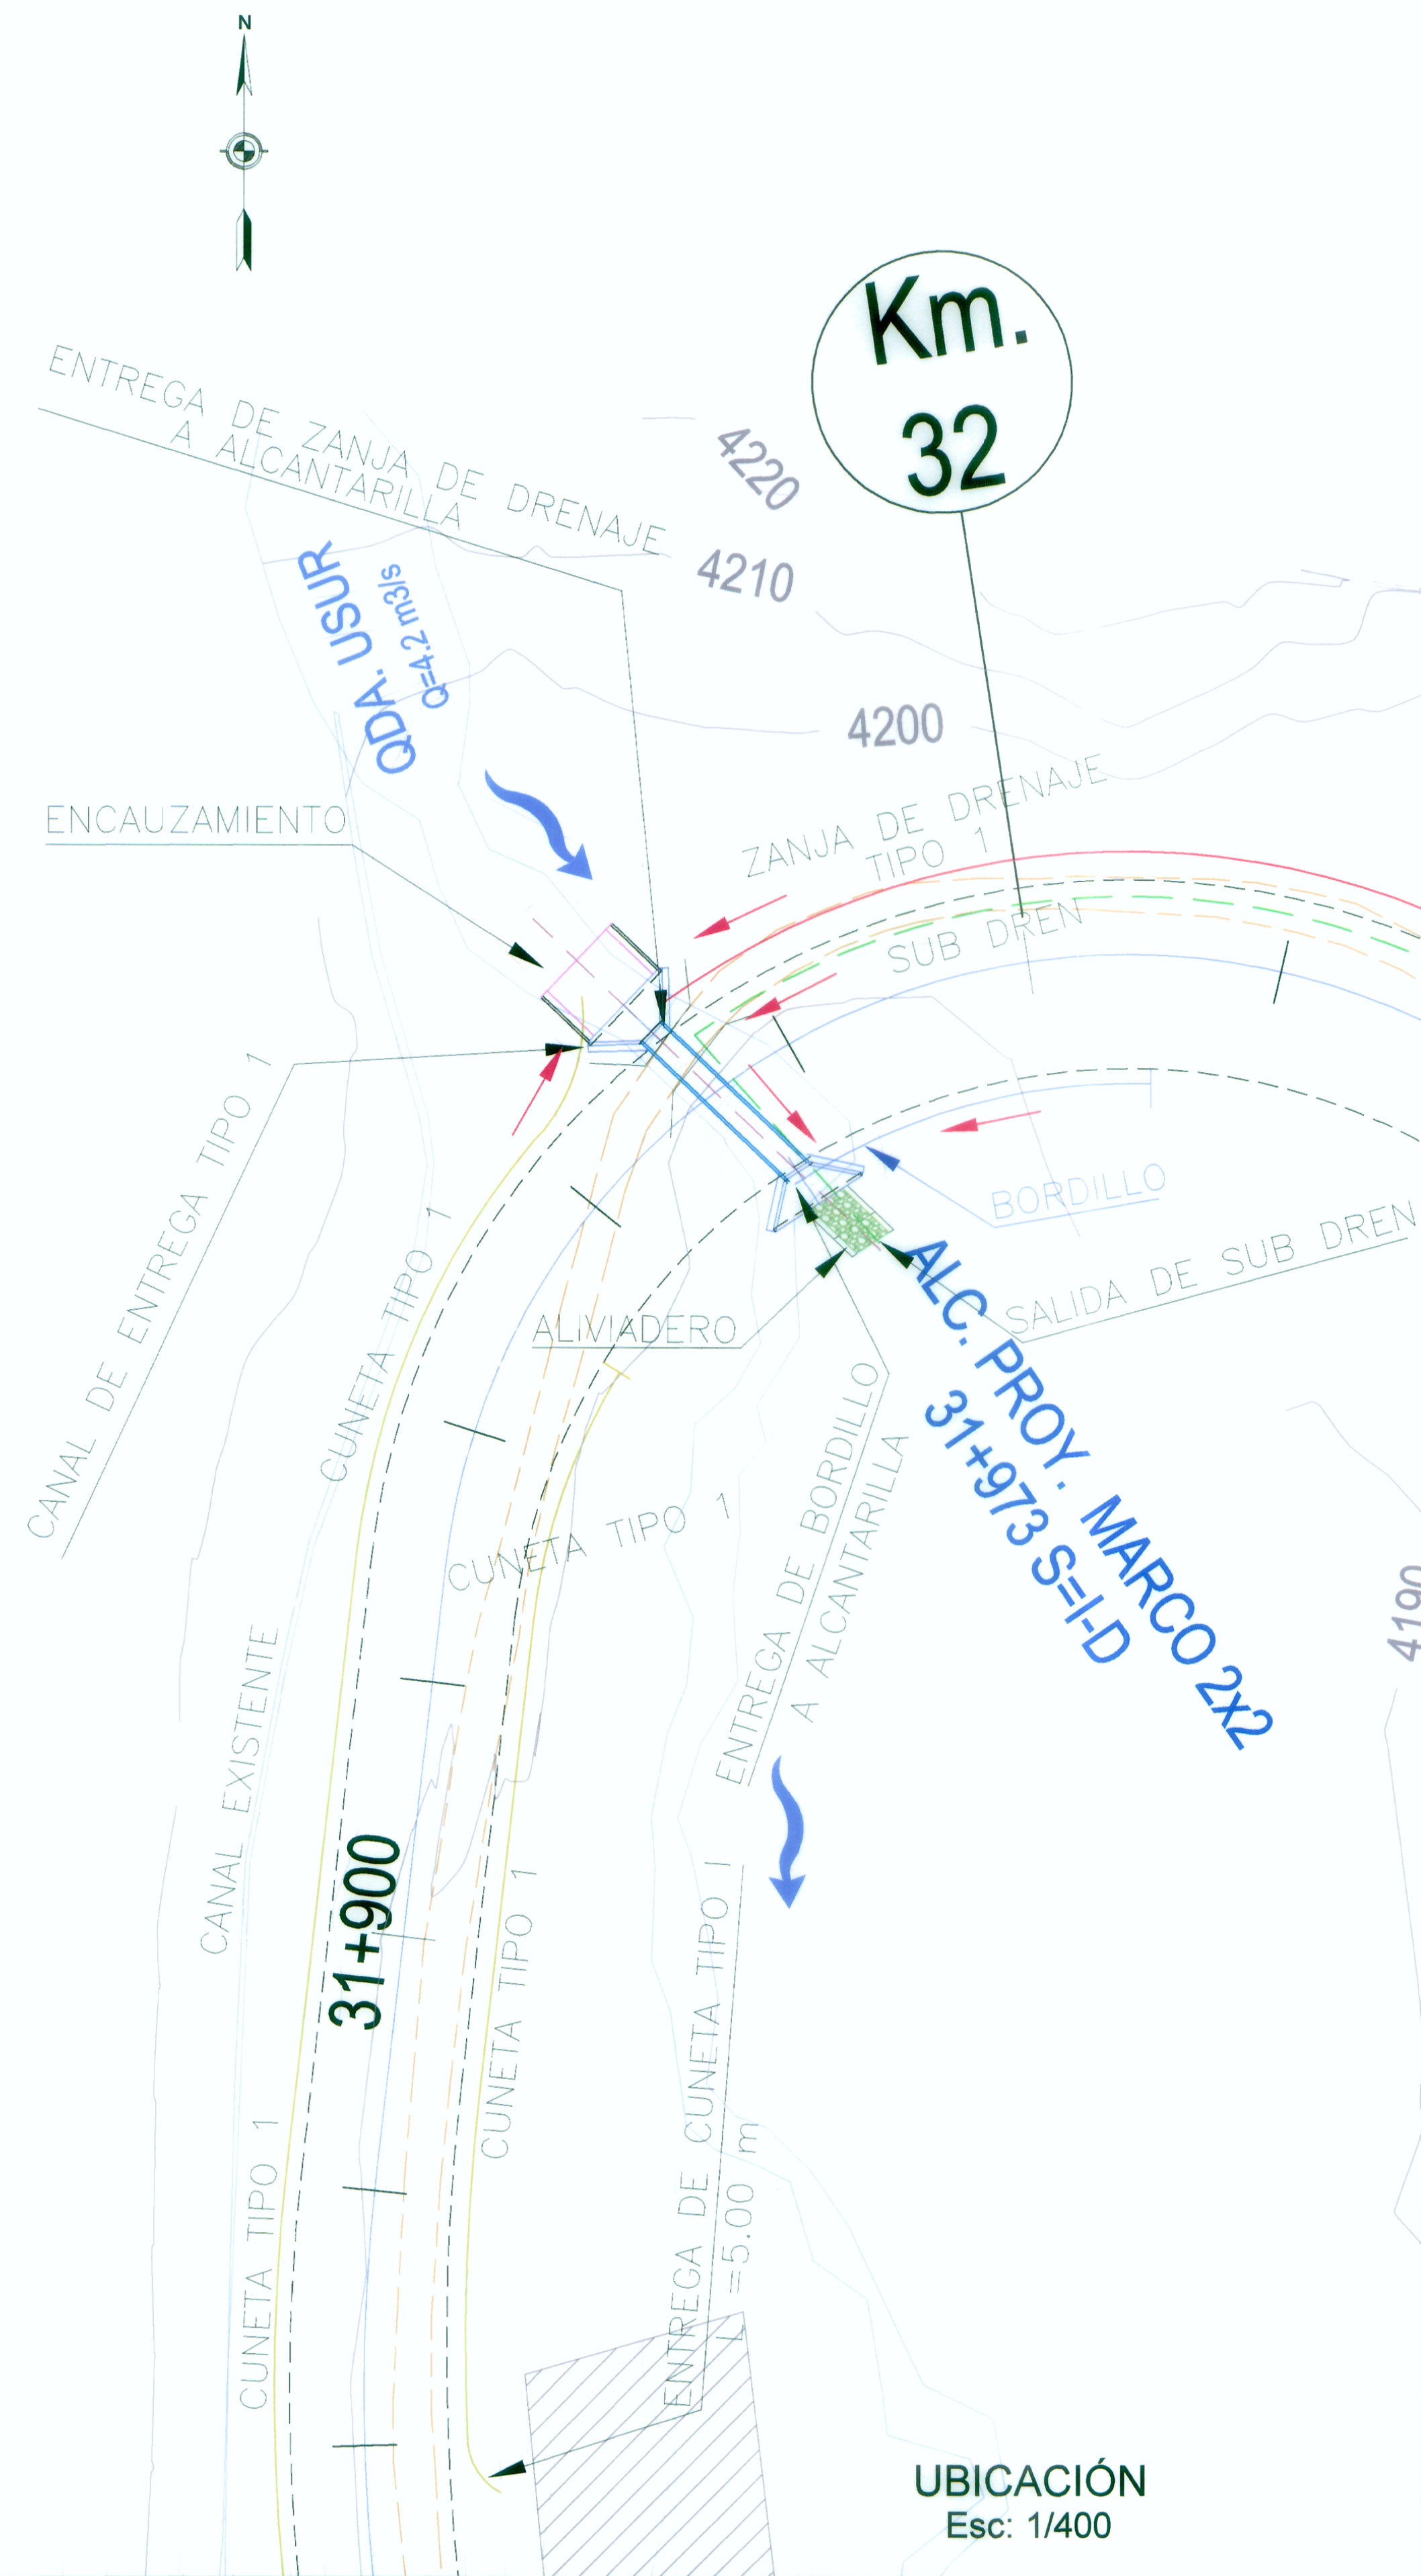 N
Km.
32
ENTREGA DE ZANJA DE DRENAJE
A ALCANTARILLA
4220
4210
4200
QDA. USUR
Q=4.2 m3/s
ENCAUZAMIENTO
ZANJA DE DRENAJE
TIPO 1
SUB DREN
CANAL DE ENTREGA TIPO 1
CUNETA TIPO 1
BORDILLO
SALIDA DE SUB DREN
ALIVIADERO
ALC. PROY. MARCO 2x2
31+973 S=I-D
ENTREGA DE BORDILLO
A ALCANTARILLA
CUNETA TIPO 1
4190
CANAL EXISTENTE
31+900
CUNETA TIPO 1
CUNETA TIPO 1
ENTREGA DE CUNETA TIPO I
L=5.00 m
UBICACIÓN
Esc: 1/400